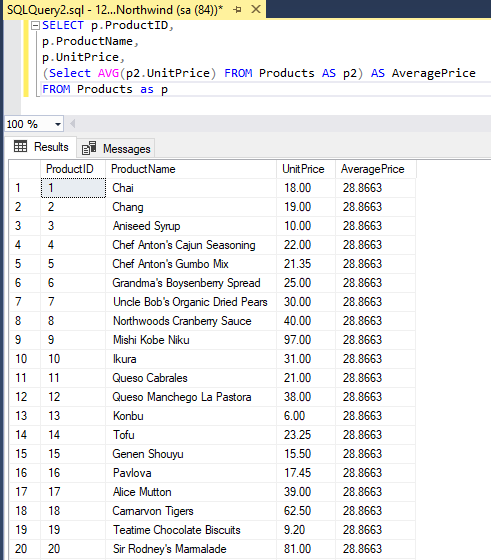 SQLQuery2.sql - 12...Northwind (sa (84))*
SELECT p.ProductID,
p.ProductName,
p.UnitPrice,
(Select AVG(p2.UnitPrice) FROM Products AS p2) AS AveragePrice
FROM Products as p
100 %
Results Messages
ProductID ProductName UnitPrice AveragePrice
1 1 Chai 18.00 28.8663
2 2 Chang 19.00 28.8663
3 3 Aniseed Syrup 10.00 28.8663
4 4 Chef Anton's Cajun Seasoning 22.00 28.8663
5 5 Chef Anton's Gumbo Mix 21.35 28.8663
6 6 Grandma's Boysenberry Spread 25.00 28.8663
7 7 Uncle Bob's Organic Dried Pears 30.00 28.8663
8 8 Northwoods Cranberry Sauce 40.00 28.8663
9 9 Mishi Kobe Niku 97.00 28.8663
10 10 Ikura 31.00 28.8663
11 11 Queso Cabrales 21.00 28.8663
12 12 Queso Manchego La Pastora 38.00 28.8663
13 13 Konbu 6.00 28.8663
14 14 Tofu 23.25 28.8663
15 15 Genen Shouyu 15.50 28.8663
16 16 Pavlova 17.45 28.8663
17 17 Alice Mutton 39.00 28.8663
18 18 Carnarvon Tigers 62.50 28.8663
19 19 Teatime Chocolate Biscuits 9.20 28.8663
20 20 Sir Rodney's Marmalade 81.00 28.8663